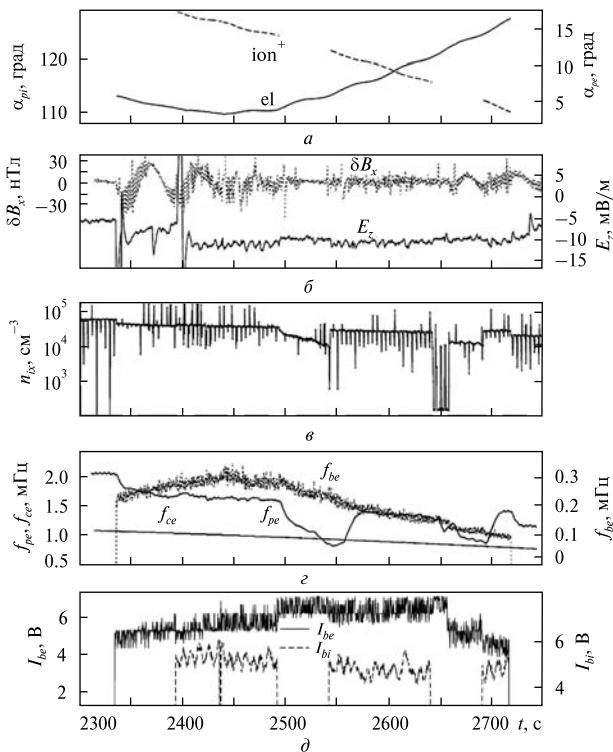 α_pi, град
120
110
ion⁺
el
15
10
5
α_pe, град
а
δB_x, нТл
30
0
−30
δB_x
E_z
5
0
−5
−10
−15
E_z, мВ/м
б
n_ix, см⁻³
10⁵
10⁴
10³
в
f_pe, f_ce, мГц
2.0
1.5
1.0
0.5
f_be
f_ce
f_pe
0.3
0.2
0.1
0
f_be, мГц
г
I_be, В
6
4
2
I_be
I_bi
6
4
I_bi, В
2300 2400 2500 2600 2700 t, с
д